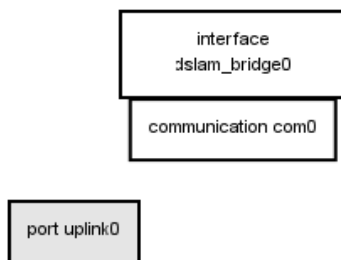 interface
dslam_bridge0
communication com0
port uplink0